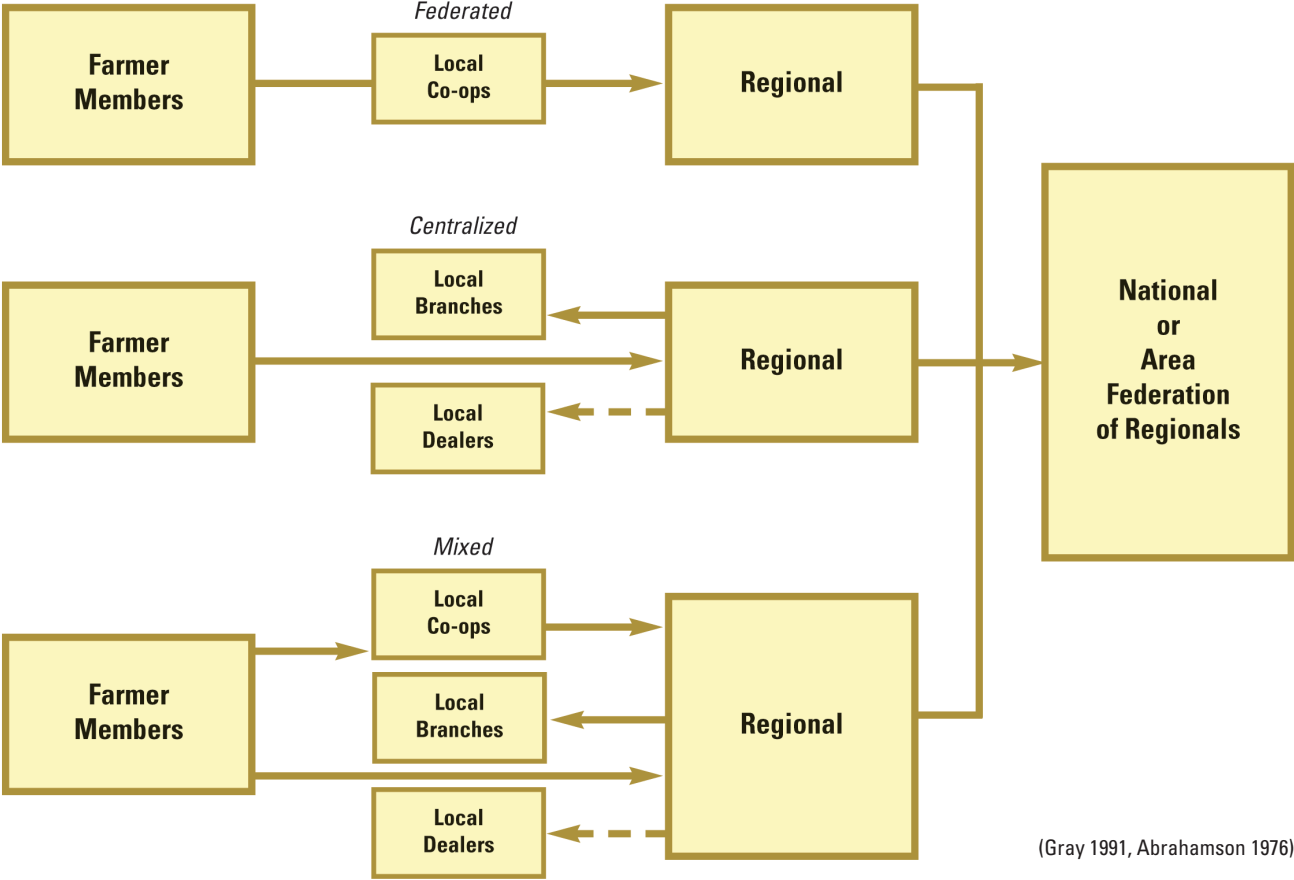 Federated
Farmer
Members
Local
Co-ops
Regional
Centralized
Farmer
Members
Local
Branches
Local
Dealers
Regional
National
or
Area
Federation
of Regionals
Mixed
Farmer
Members
Local
Co-ops
Local
Branches
Local
Dealers
Regional
(Gray 1991, Abrahamson 1976)